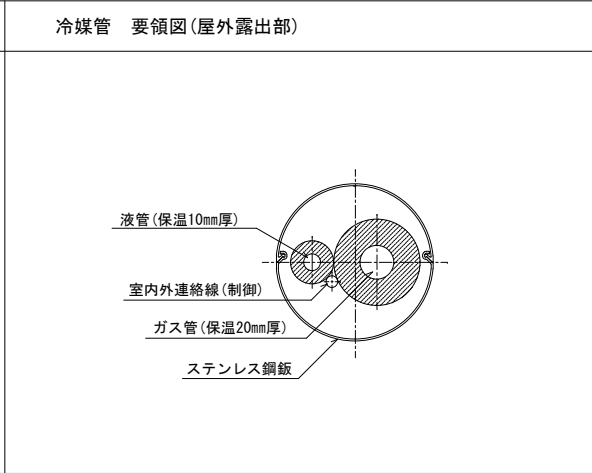 冷媒管　要領図(屋外露出部)
液管(保温10mm厚)
室内外連絡線(制御)
ガス管(保温20mm厚)
ステンレス鋼鈑